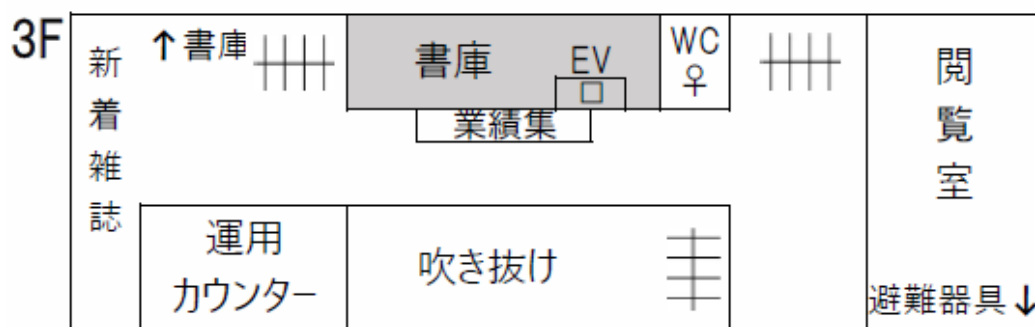 3F
新着雑誌
↑書庫
書庫
EV
WC
♀
業績集
閲覧室
運用
カウンター
吹き抜け
避難器具↓